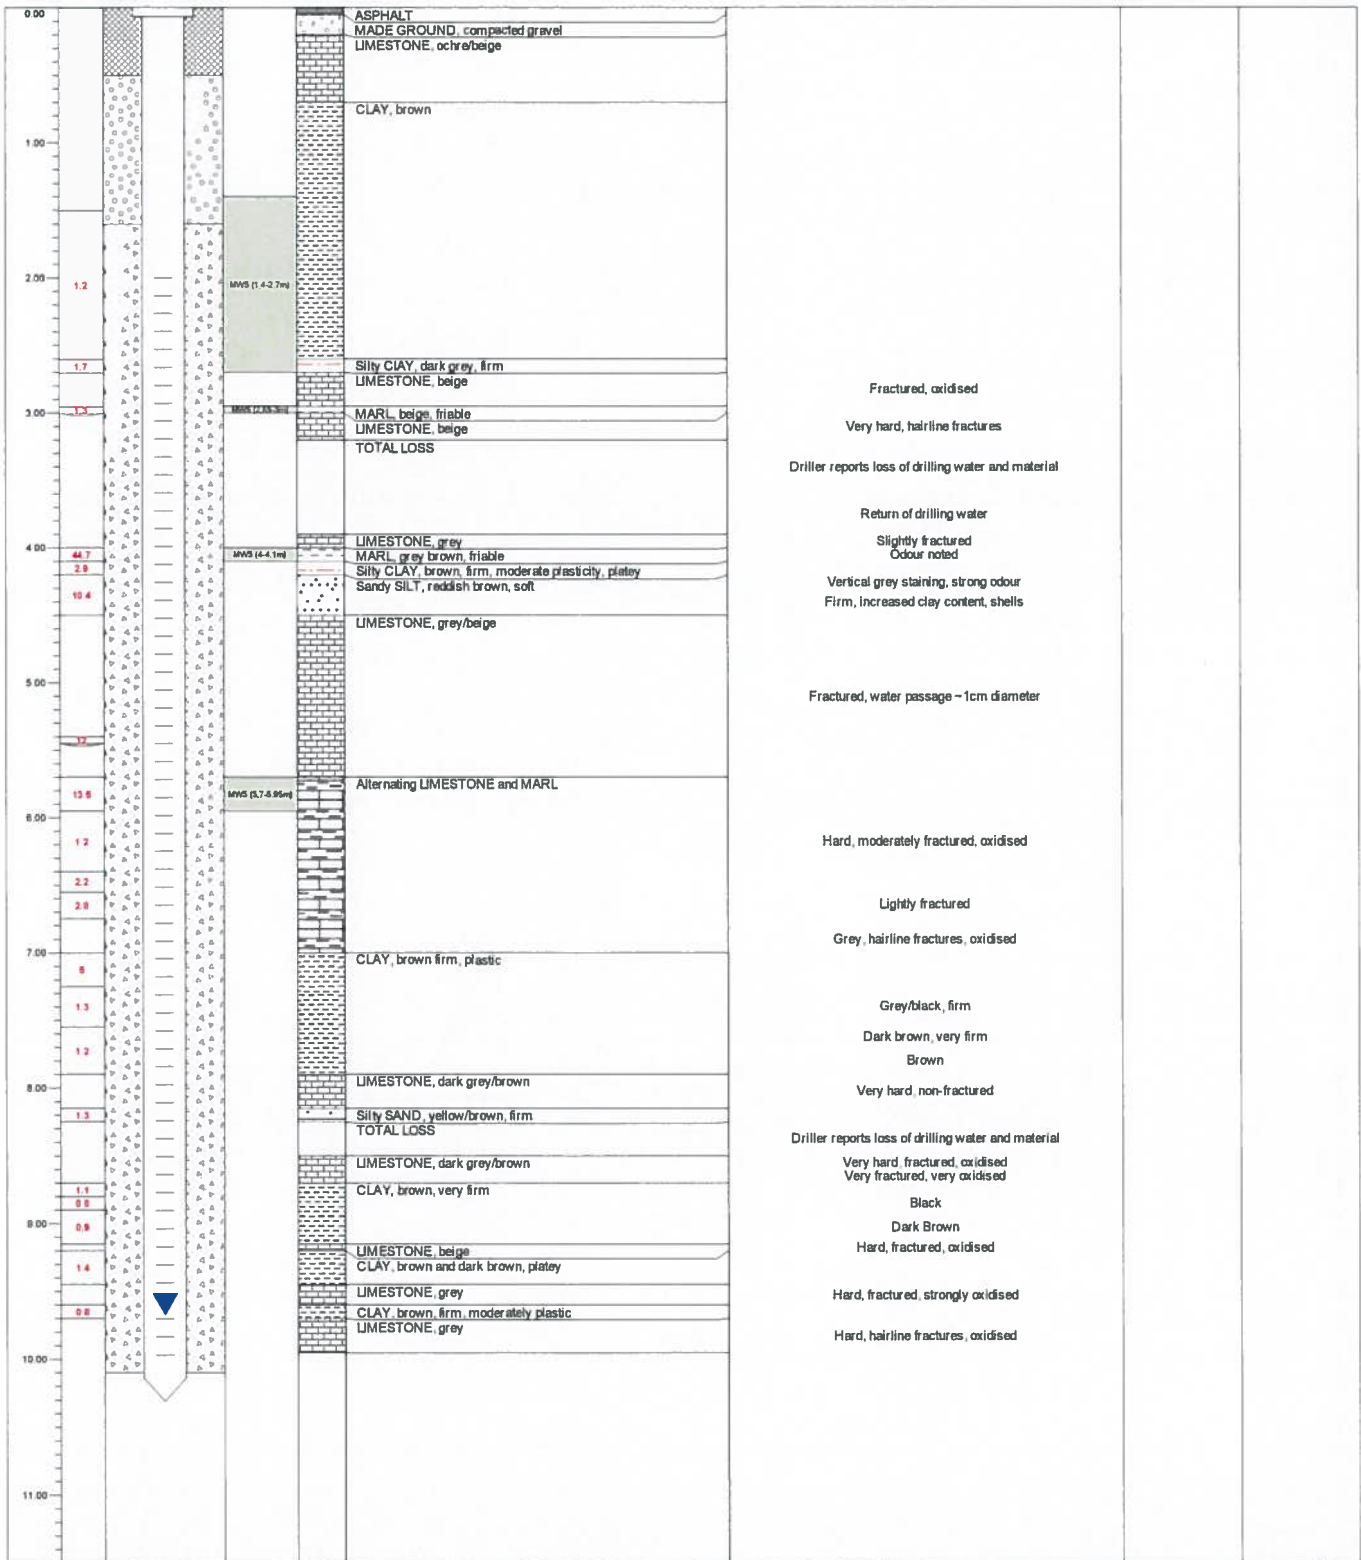 0.00
ASPHALT
MADE GROUND, compacted gravel
LIMESTONE, ochre/beige
CLAY, brown
1.00
2.00
1.2
MW5 (1.4-2.7m)
1.7
Silty ClAY, dark grey, firm
LIMESTONE, beige
Fractured, oxidised
1.3
3.00
MARL, beige, friable
LIMESTONE, beige
Very hard, hairline fractures
TOTAL LOSS
Driller reports loss of drilling water and material
Return of drilling water
4.00
LIMESTONE, grey
Slightly fractured
44.7
MW5 (4-4.1m)
MARL, grey brown, friable
Odour noted
2.9
Silty CLAY, brown, firm, moderate plasticity, platey
Vertical grey staining, strong odour
10.4
Sandy SILT, reddish brown, soft
Firm, increased clay content, shells
LIMESTONE, grey/beige
5.00
Fractured, water passage ~1cm diameter
12
13.6
MW5 (5.7-5.95m)
Alternating LIMESTONE and MARL
6.00
1.2
Hard, moderately fractured, oxidised
2.2
2.8
Lightly fractured
Grey, hairline fractures, oxidised
7.00
6
CLAY, brown firm, plastic
1.3
Grey/black, firm
1.2
Dark brown, very firm
Brown
8.00
LIMESTONE, dark grey/brown
Very hard, non-fractured
1.3
Silty SAND, yellow/brown, firm
TOTAL LOSS
Driller reports loss of drilling water and material
LIMESTONE, dark grey/brown
Very hard, fractured, oxidised
Very fractured, very oxidised
1.1
CLAY, brown, very firm
Black
9.00
0.9
Dark Brown
LIMESTONE, beige
Hard, fractured, oxidised
1.4
CLAY, brown and dark brown, platey
LIMESTONE, grey
Hard, fractured, strongly oxidised
0.8
CLAY, brown, firm, moderately plastic
LIMESTONE, grey
Hard, hairline fractures, oxidised
10.00
11.00